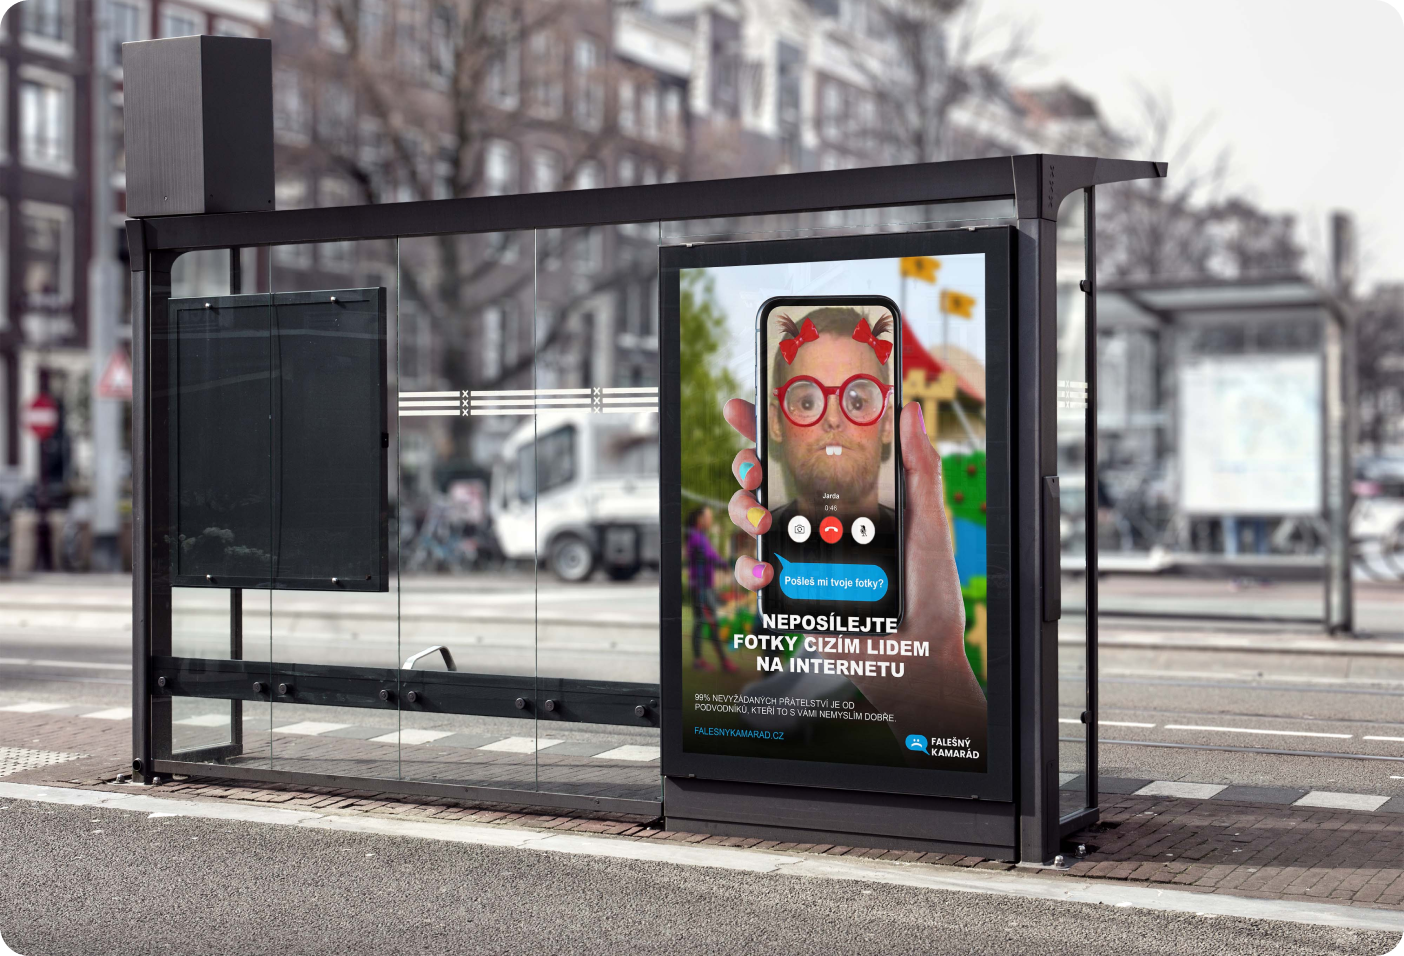 Jarda
0:46
Pošleš mi tvoje fotky?
NEPOSÍLEJTE
FOTKY CIZÍM LIDEM
NA INTERNETU
99% NEVYŽÁDANÝCH PŘÁTELSTVÍ JE OD
PODVODNÍKŮ, KTEŘÍ TO S VÁMI NEMYSLÍM DOBŘE.
FALESNYKAMARAD.CZ
FALEŠNÝ
KAMARÁD